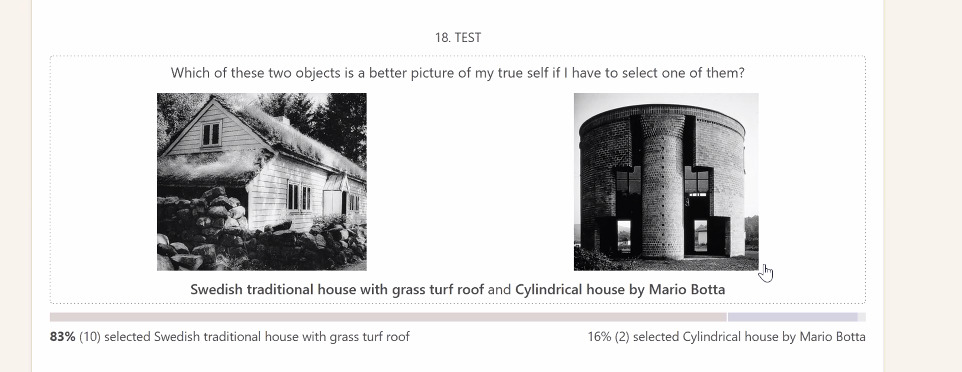 18. TEST
Which of these two objects is a better picture of my true self if I have to select one of them?
Swedish traditional house with grass turf roof and Cylindrical house by Mario Botta
83% (10) selected Swedish traditional house with grass turf roof
16% (2) selected Cylindrical house by Mario Botta